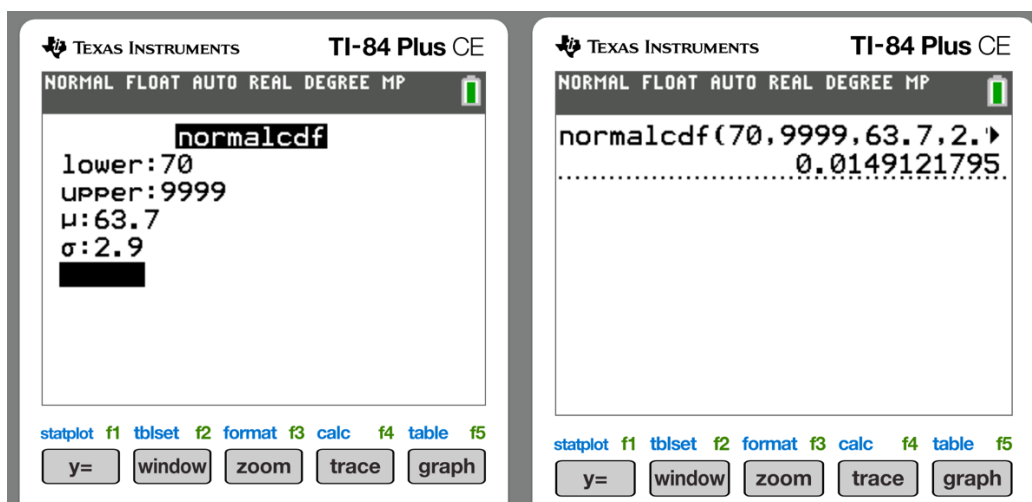 TEXAS INSTRUMENTS TI-84 Plus CE
NORMAL FLOAT AUTO REAL DEGREE MP
normalcdf
lower:70
upper:9999
μ:63.7
σ:2.9
statplot f1 tblset f2 format f3 calc f4 table f5
y= window zoom trace graph
TEXAS INSTRUMENTS TI-84 Plus CE
NORMAL FLOAT AUTO REAL DEGREE MP
normalcdf(70,9999,63.7,2.
0.0149121795
statplot f1 tblset f2 format f3 calc f4 table f5
y= window zoom trace graph